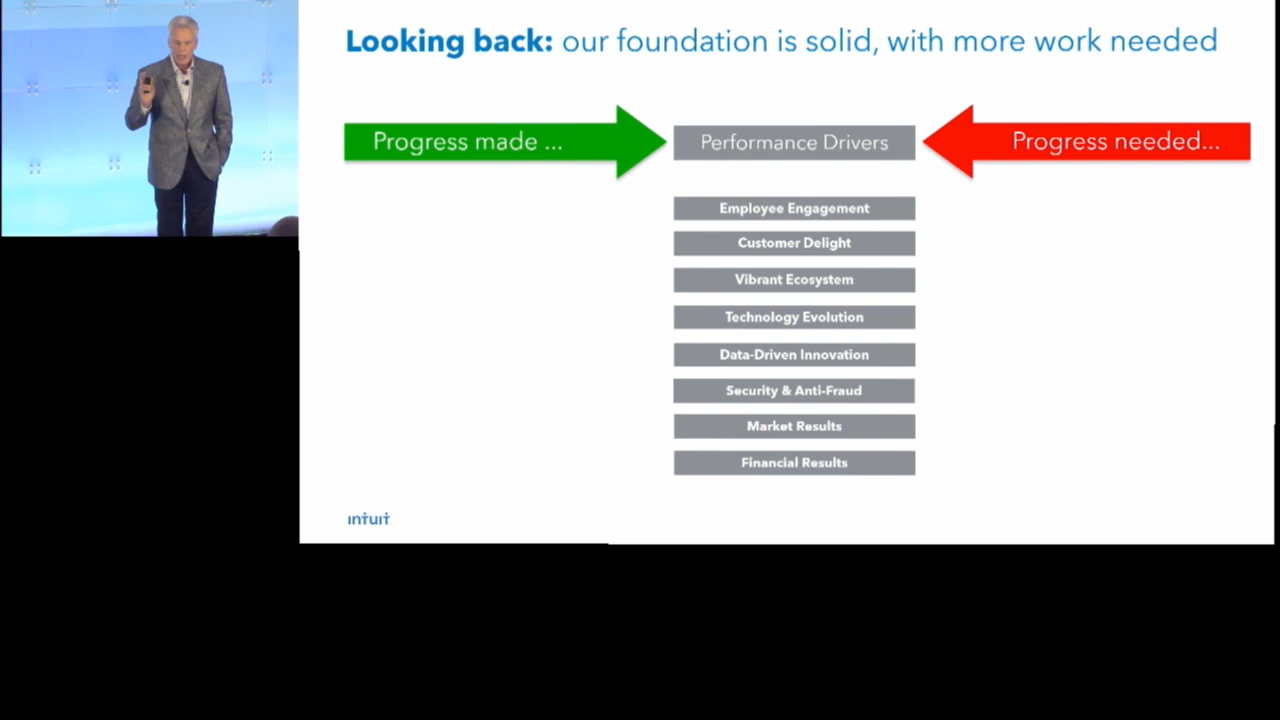 Looking back: our foundation is solid, with more work needed
Progress made ...
Performance Drivers
Progress needed...
Employee Engagement
Customer Delight
Vibrant Ecosystem
Technology Evolution
Data-Driven Innovation
Security & Anti-Fraud
Market Results
Financial Results
intuit